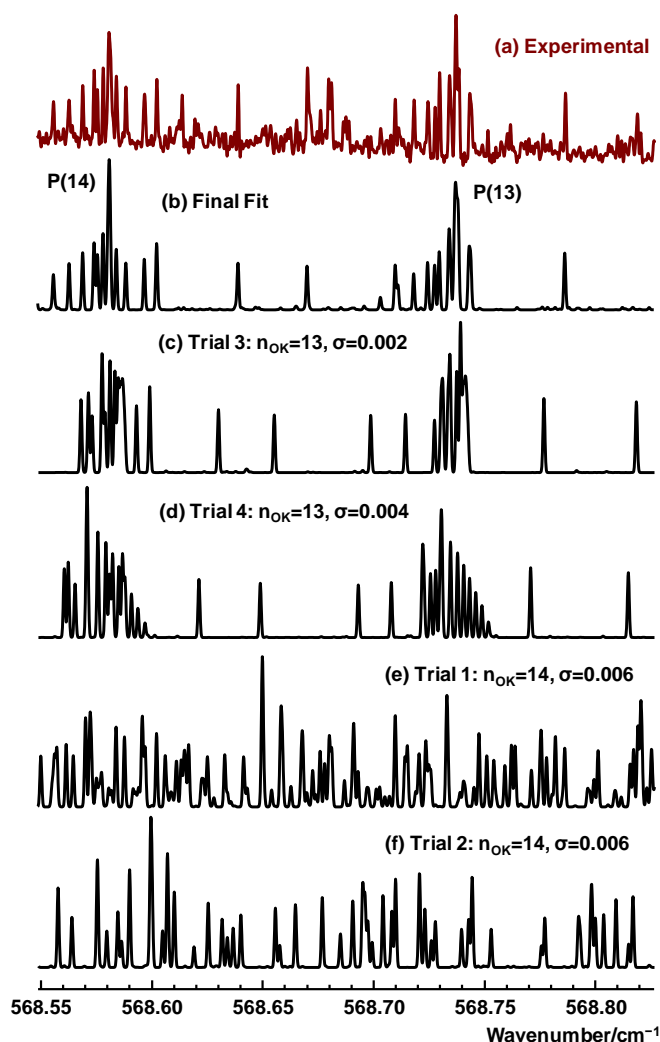 (a) Experimental
P(14)
(b) Final Fit
P(13)
(c) Trial 3: nOK=13, σ=0.002
(d) Trial 4: nOK=13, σ=0.004
(e) Trial 1: nOK=14, σ=0.006
(f) Trial 2: nOK=14, σ=0.006
568.55 568.60 568.65 568.70 568.75 568.80
Wavenumber/cm⁻¹